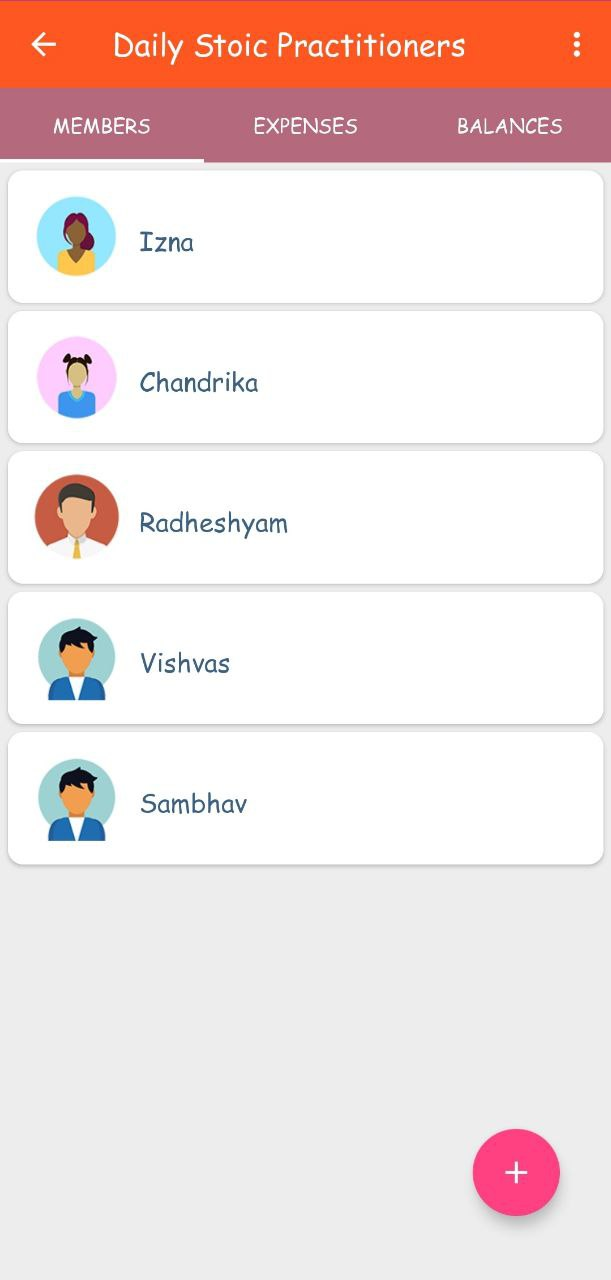 Daily Stoic Practitioners
MEMBERS EXPENSES BALANCES
Izna
Chandrika
Radheshyam
Vishvas
Sambhav